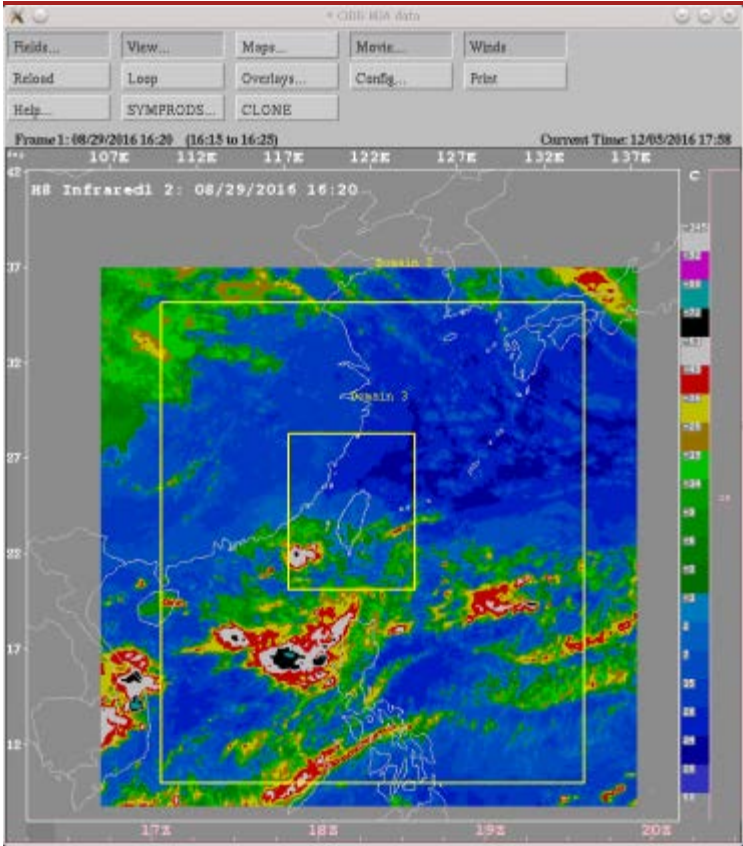 CIDD MDV data
Fields... View... Maps... Movie... Winds
Reload Loop Overlays... Config... Print
Help... SYMPRODS... CLONE
Frame 1: 08/29/2016 16:20 (16:15 to 16:25) Current Time: 12/05/2016 17:58
107E 112E 117E 122E 127E 132E 137E
42
C
H8 Infrared1 2: 08/29/2016 16:20
Domain 2
37
32
Domain 3
27
22
17
12
17Z 18Z 19Z 20Z